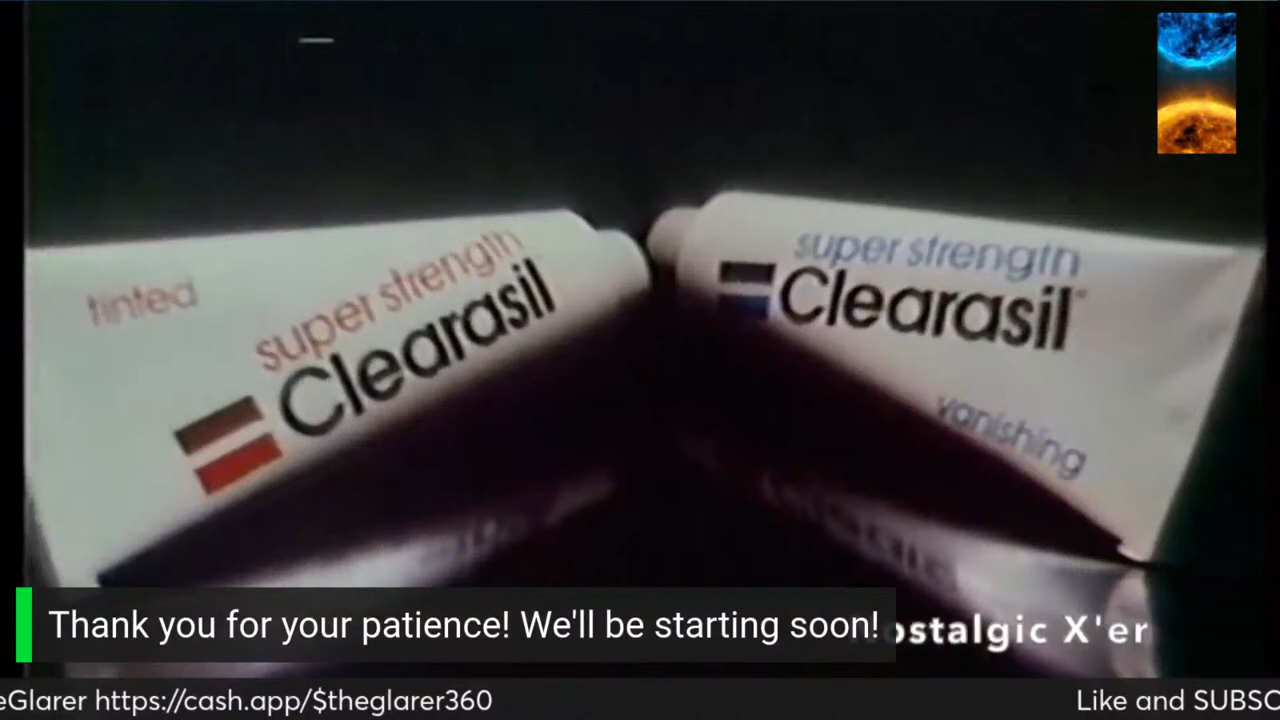 tinted
super strength
Clearasil
super strength
Clearasil
vanishing
Thank you for your patience! We'll be starting soon!
ostalgic X'er
eGlarer https://cash.app/$theglarer360
Like and SUBSC